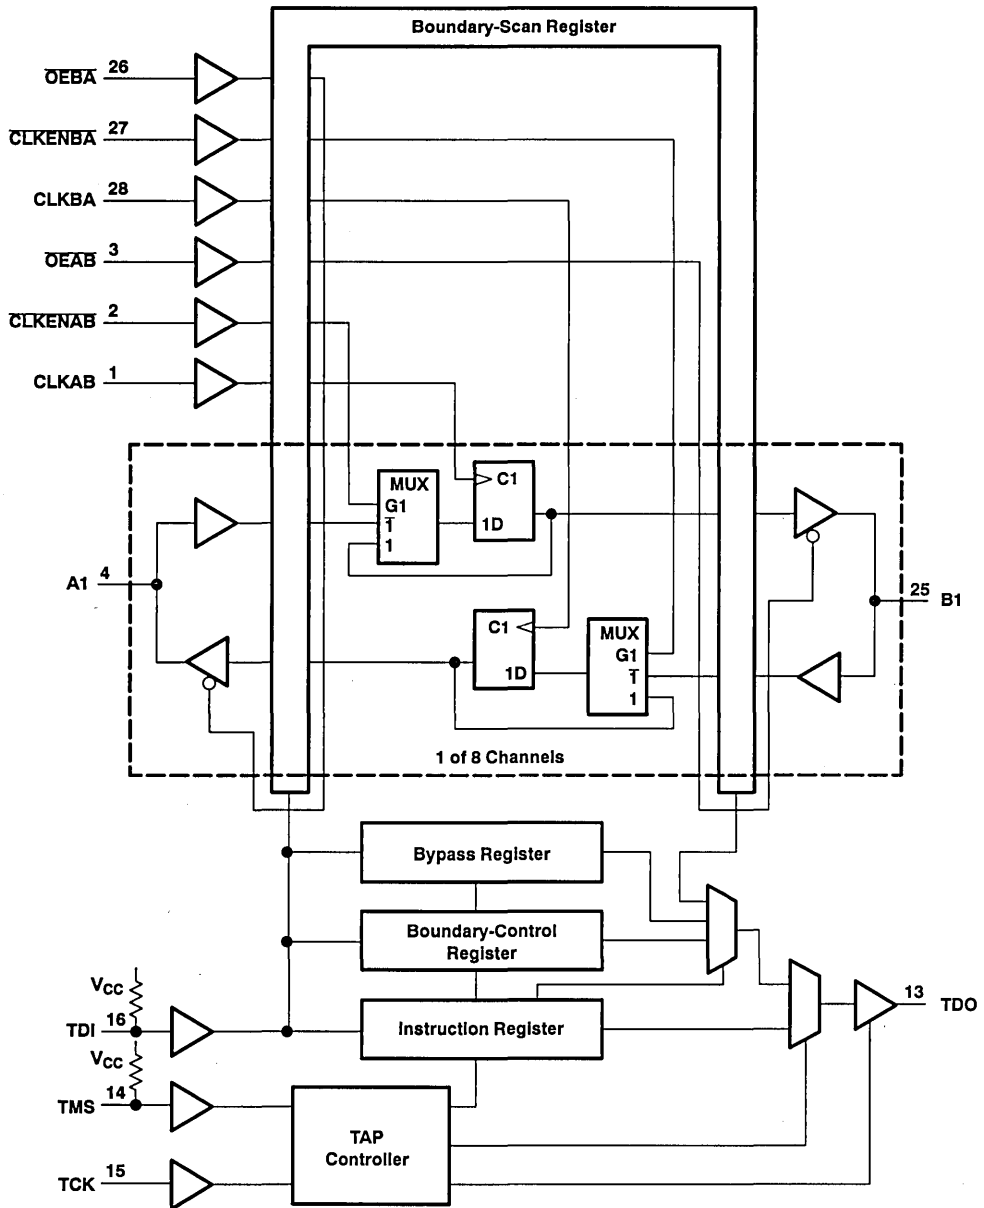 Boundary-Scan Register
OEBA 26
CLKENBA 27
CLKBA 28
OEAB 3
CLKENAB 2
CLKAB 1
MUX
G1
1
1
C1
1D
A1 4
25 B1
C1
1D
MUX
G1
1
1
1 of 8 Channels
Bypass Register
Boundary-Control
Register
VCC
TDI 16
Instruction Register
13 TDO
VCC
TMS 14
TAP
Controller
TCK 15